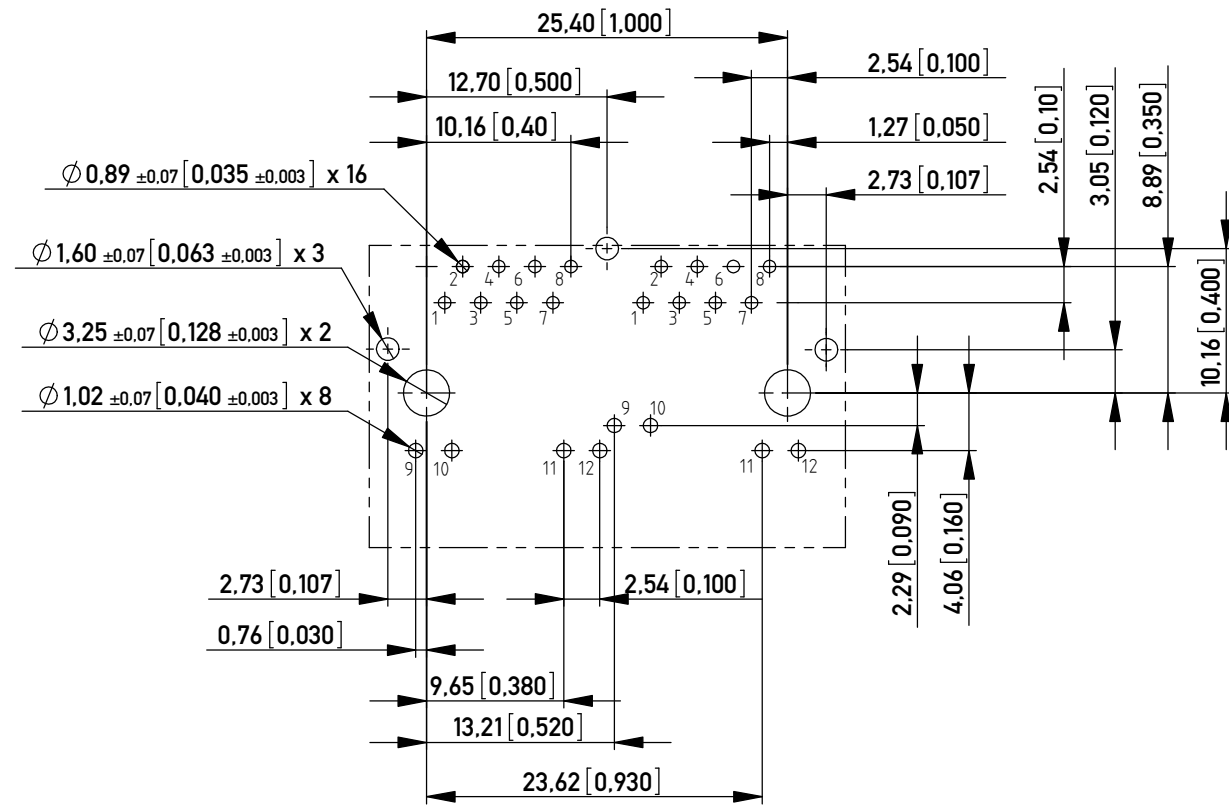 25,40 [1,000]
12,70 [0,500]
2,54 [0,100]
10,16 [0,40]
1,27 [0,050]
2,73 [0,107]
2,54 [0,10]
3,05 [0,120]
8,89 [0,350]
10,16 [0,400]
∅ 0,89 ±0,07 [0,035 ±0,003] x 16
∅ 1,60 ±0,07 [0,063 ±0,003] x 3
∅ 3,25 ±0,07 [0,128 ±0,003] x 2
∅ 1,02 ±0,07 [0,040 ±0,003] x 8
2 4 6 8 2 4 6 8
1 3 5 7 1 3 5 7
9 10
9 10 11 12 11 12
2,29 [0,090]
4,06 [0,160]
2,73 [0,107]
2,54 [0,100]
0,76 [0,030]
9,65 [0,380]
13,21 [0,520]
23,62 [0,930]